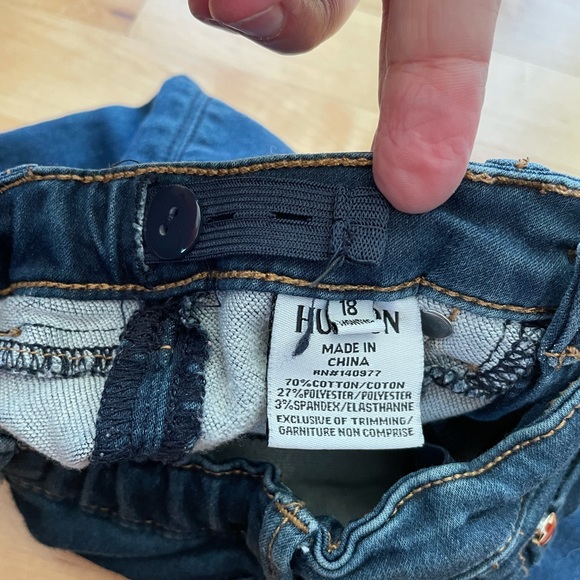 18
MONTHS
MADE IN
CHINA
RN#140977
70%COTTON/COTON
27%POLYESTER/POLYESTER
3%SPANDEX/ELASTHANNE
EXCLUSIVE OF TRIMMING/
GARNITURE NON COMPRISE